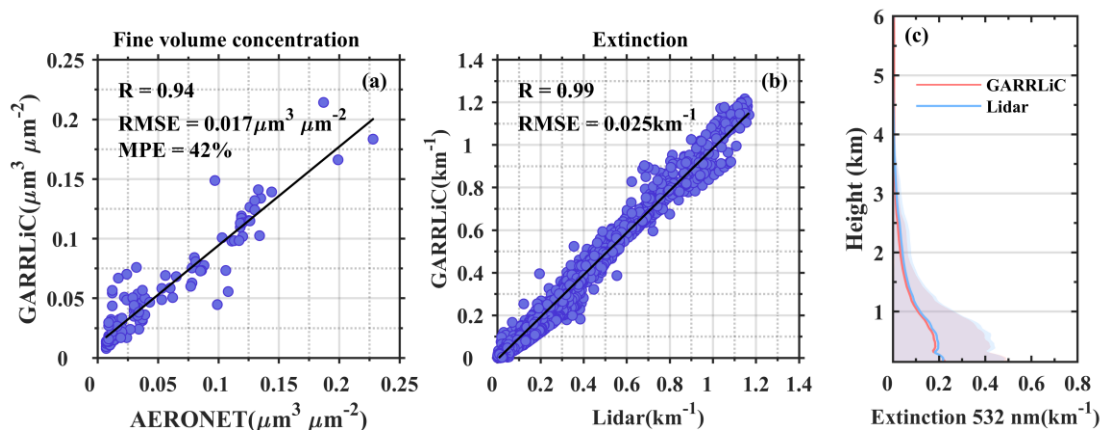 Fine volume concentration
(a)
R = 0.94
RMSE = 0.017μm³ μm⁻²
MPE = 42%
GARRLiC(μm³ μm⁻²)
0.25
0.2
0.15
0.1
0.05
0
0 0.05 0.1 0.15 0.2 0.25
AERONET(μm³ μm⁻²)
Extinction
(b)
R = 0.99
RMSE = 0.025km⁻¹
GARRLiC(km⁻¹)
1.4
1.2
1
0.8
0.6
0.4
0.2
0
0 0.2 0.4 0.6 0.8 1 1.2 1.4
Lidar(km⁻¹)
(c)
GARRLiC
Lidar
Height (km)
6
5
4
3
2
1
0 0.2 0.4 0.6 0.8
Extinction 532 nm(km⁻¹)